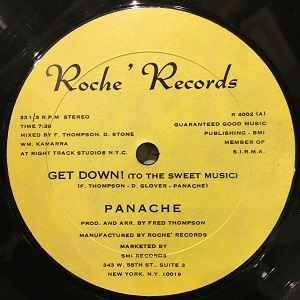 Roche' Records
33 1/3 R.P.M STEREO
TIME 7:39
MIXED BY F. THOMPSON, D. STONE
WM. KAMARRA
AT RIGHT TRACK STUDIOS N.Y.C.
R 4002 (A)
GUARANTEED GOOD MUSIC
PUBLISHING - BMI
MEMBER OF
S.I.R.M.A.
GET DOWN! (TO THE SWEET MUSIC)
(F. THOMPSON - D. GLOVER - PANACHE)
PANACHE
PROD. AND ARR. BY FRED THOMPSON
MANUFACTURED BY ROCHE' RECORDS
MARKETED BY
SMI RECORDS
343 W. 58TH ST., SUITE 3
NEW YORK, N.Y. 10019